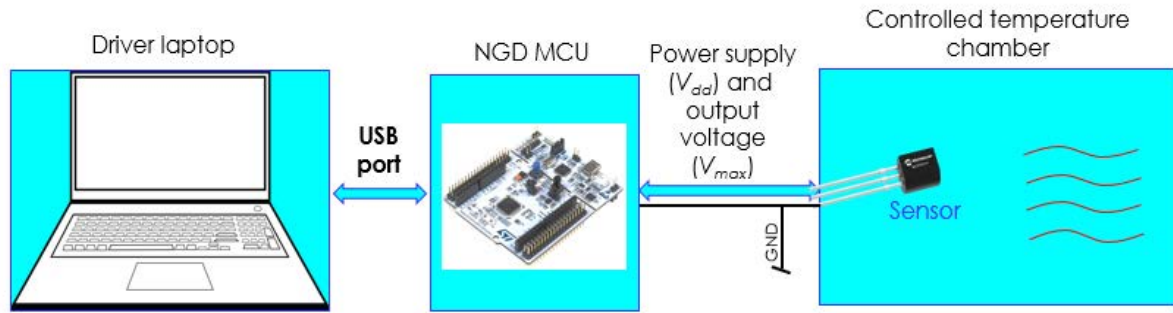 Driver laptop
USB
port
NGD MCU
Power supply
(Vdd) and
output
voltage
(Vmax)
GND
Controlled temperature
chamber
Sensor